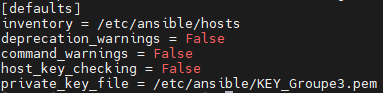 [defaults]
inventory = /etc/ansible/hosts
deprecation_warnings = False
command_warnings = False
host_key_checking = False
private_key_file = /etc/ansible/KEY_Groupe3.pem